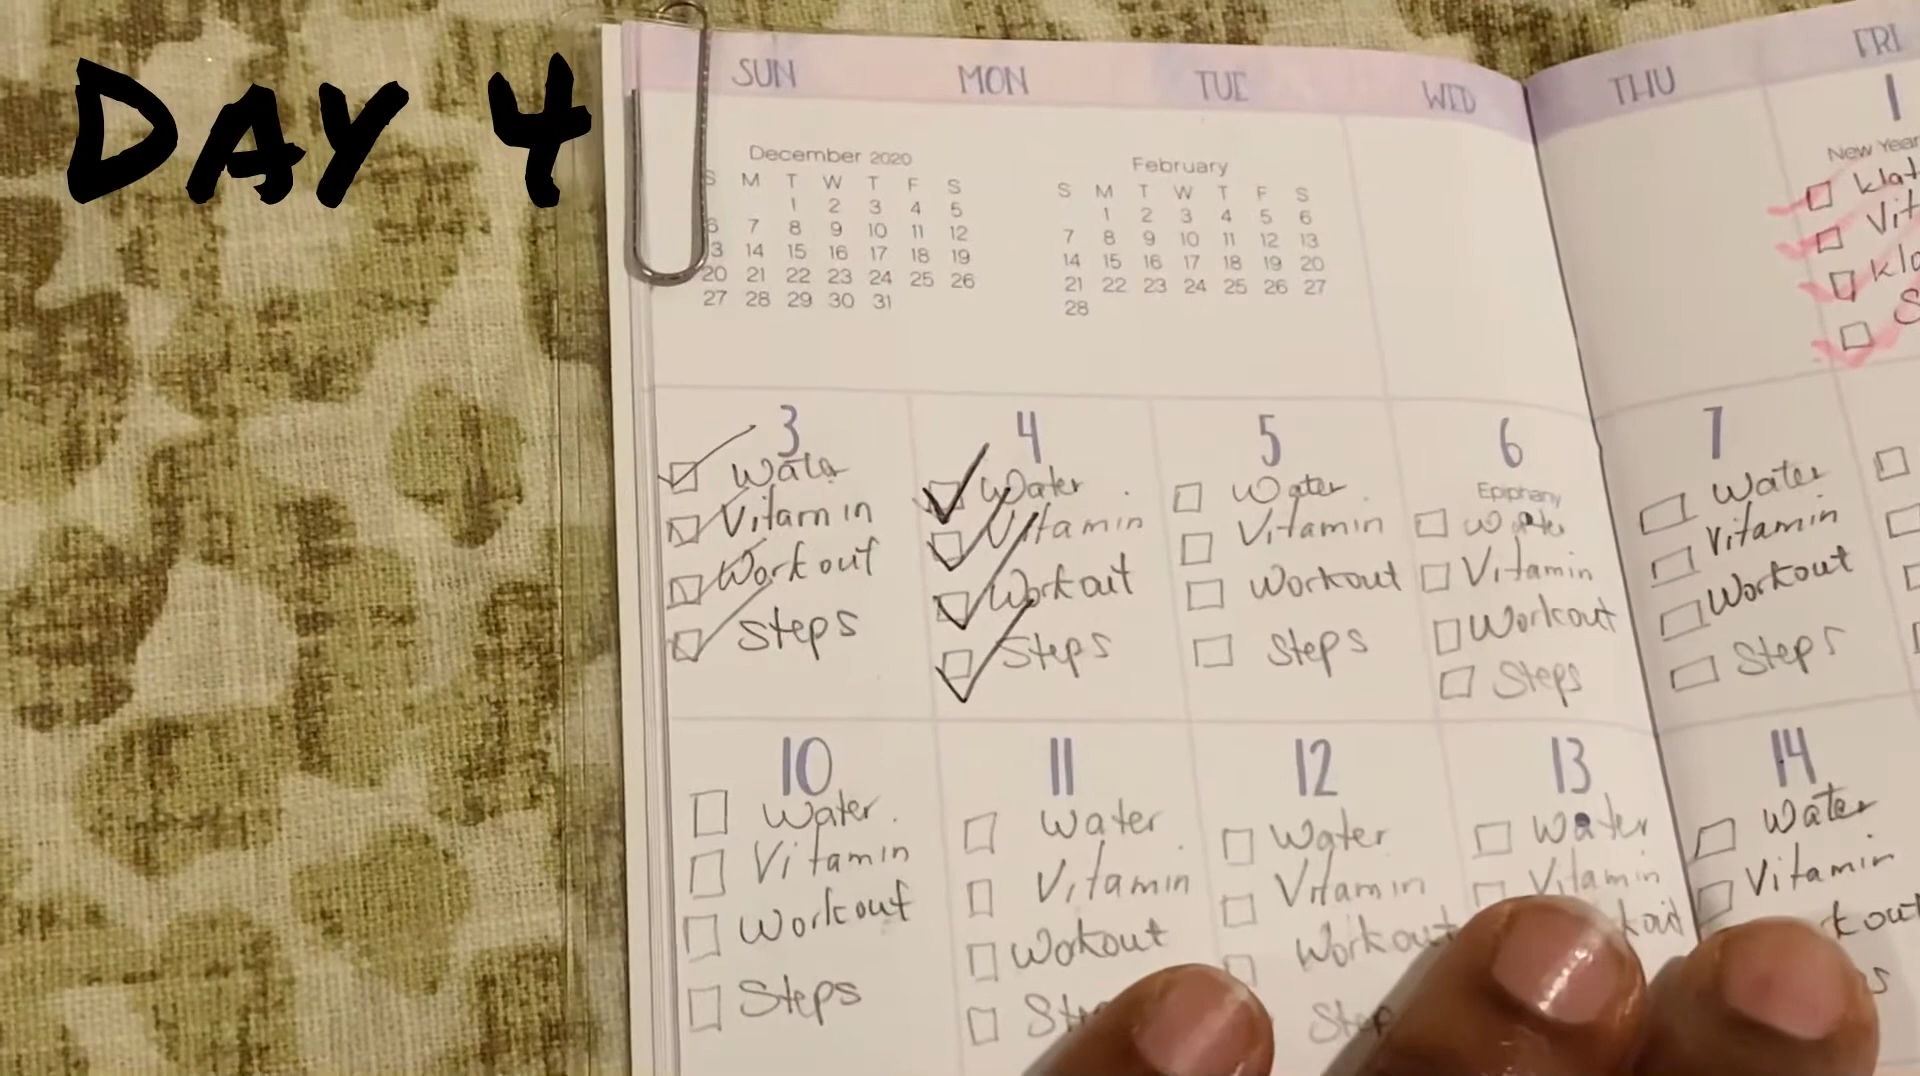 DAY 4
SUN MON TUE WED THU FRI
December 2020
S M T W T F S
1 2 3 4 5
6 7 8 9 10 11 12
13 14 15 16 17 18 19
20 21 22 23 24 25 26
27 28 29 30 31
February
S M T W T F S
1 2 3 4 5 6
7 8 9 10 11 12 13
14 15 16 17 18 19 20
21 22 23 24 25 26 27
28
1
New Year
3
Vitamin
Workout
Steps
4
Water
Vitamin
Workout
Steps
5
Water
Vitamin
Workout
Steps
6
Epiphany
Water
Vitamin
Workout
Steps
7
Water
Vitamin
Workout
Steps
10
Water
Vitamin
Workout
Steps
11
Water
Vitamin
Wokout
12
Water
Vitamin
Workout
Step
13
Water
Vitamin
14
Water
Vitamin
kout
s